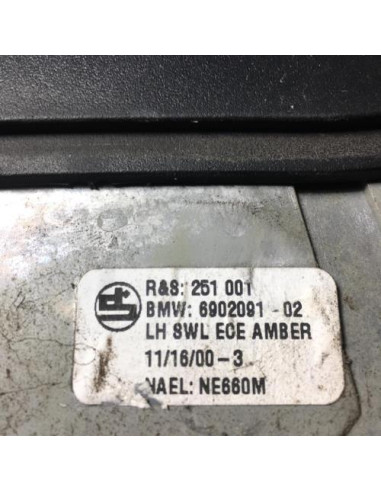 R&S: 251 001
BMW: 6902091 - 02
LH SWL ECE AMBER
11/16/00-3
NAEL: NE660M